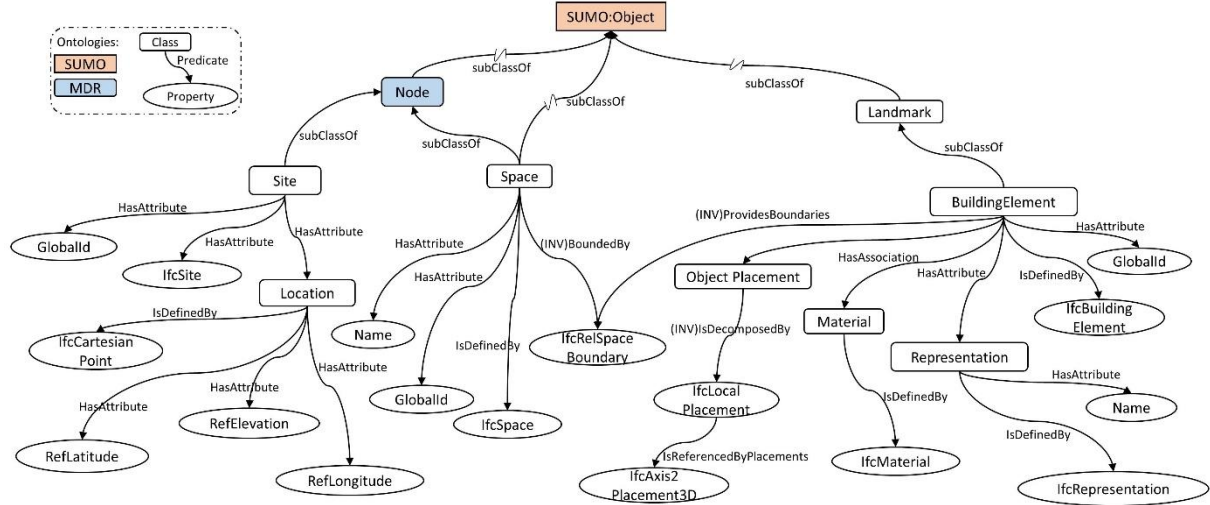 SUMO:Object
Ontologies:
Class
SUMO
Predicate
MDR
Property
subClassOf
subClassOf
subClassOf
Node
Landmark
subClassOf
subClassOf
subClassOf
Site
Space
BuildingElement
HasAttribute
HasAttribute
HasAttribute
GlobalId
IfcSite
Location
HasAttribute
(INV)BoundedBy
HasAttribute
IsDefinedBy
(INV)ProvidesBoundaries
HasAssociation
HasAttribute
HasAttribute
IsDefinedBy
GlobalId
Object Placement
Material
IfcBuilding
Element
Representation
IsDefinedBy
IfcCartesian
Point
HasAttribute
HasAttribute
HasAttribute
RefLatitude
RefElevation
RefLongitude
Name
GlobalId
IfcSpace
IfcRelSpace
Boundary
(INV)IsDecomposedBy
IfcLocal
Placement
IsReferencedByPlacements
IfcAxis2
Placement3D
IsDefinedBy
IfcMaterial
HasAttribute
Name
IsDefinedBy
IfcRepresentation